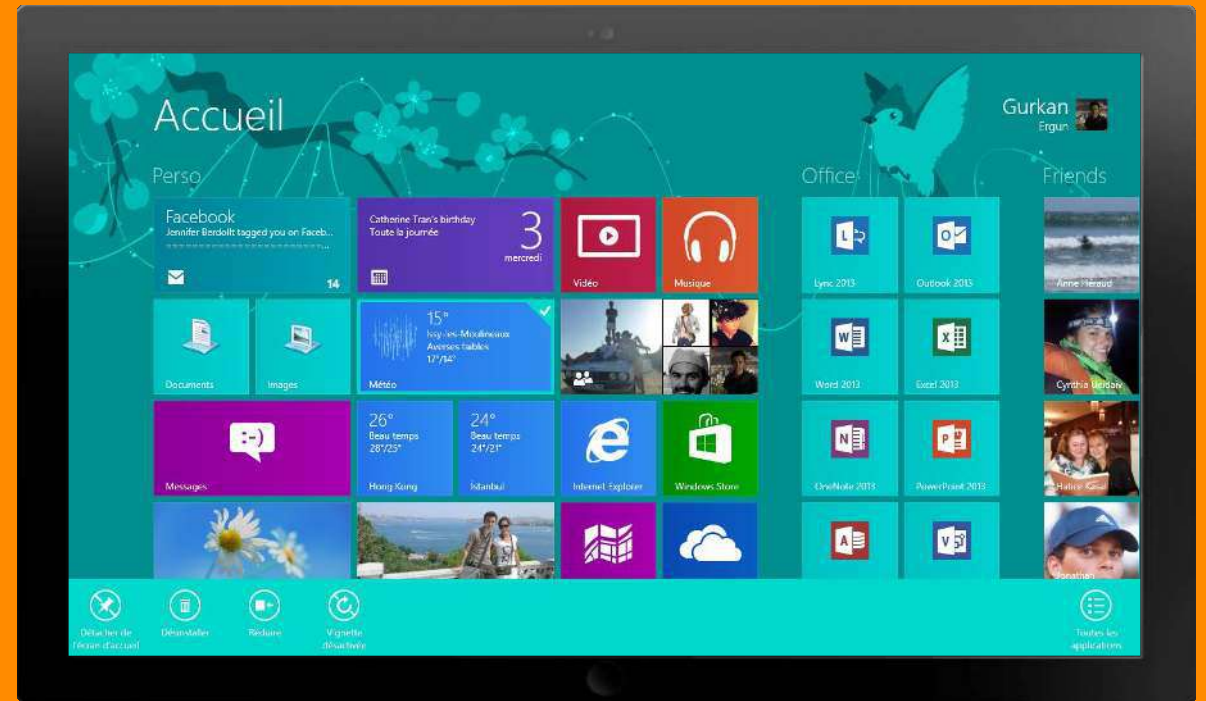 Accueil
Gurkan
Ergun
Perso
Office
Friends
Facebook
Jennifer Berdollt tagged you on Faceb...
14
Catherine Tran's birthday
Toute la journée
3
mercredi
Vidéo
Musique
Lync 2013
Outlook 2013
Anne Heraud
Documents
Images
15°
Issy-les-Moulineaux
Averses faibles
17°/14°
Météo
Word 2013
Excel 2013
Cynthia
Messages
26°
Beau temps
28°/25°
Hong Kong
24°
Beau temps
24°/21°
Istanbul
Internet Explorer
Windows Store
OneNote 2013
PowerPoint 2013
Hatice
Jonathan
Détacher de
l'écran d'accueil
Désinstaller
Réduire
Vignette
désactivée
Toutes les
applications